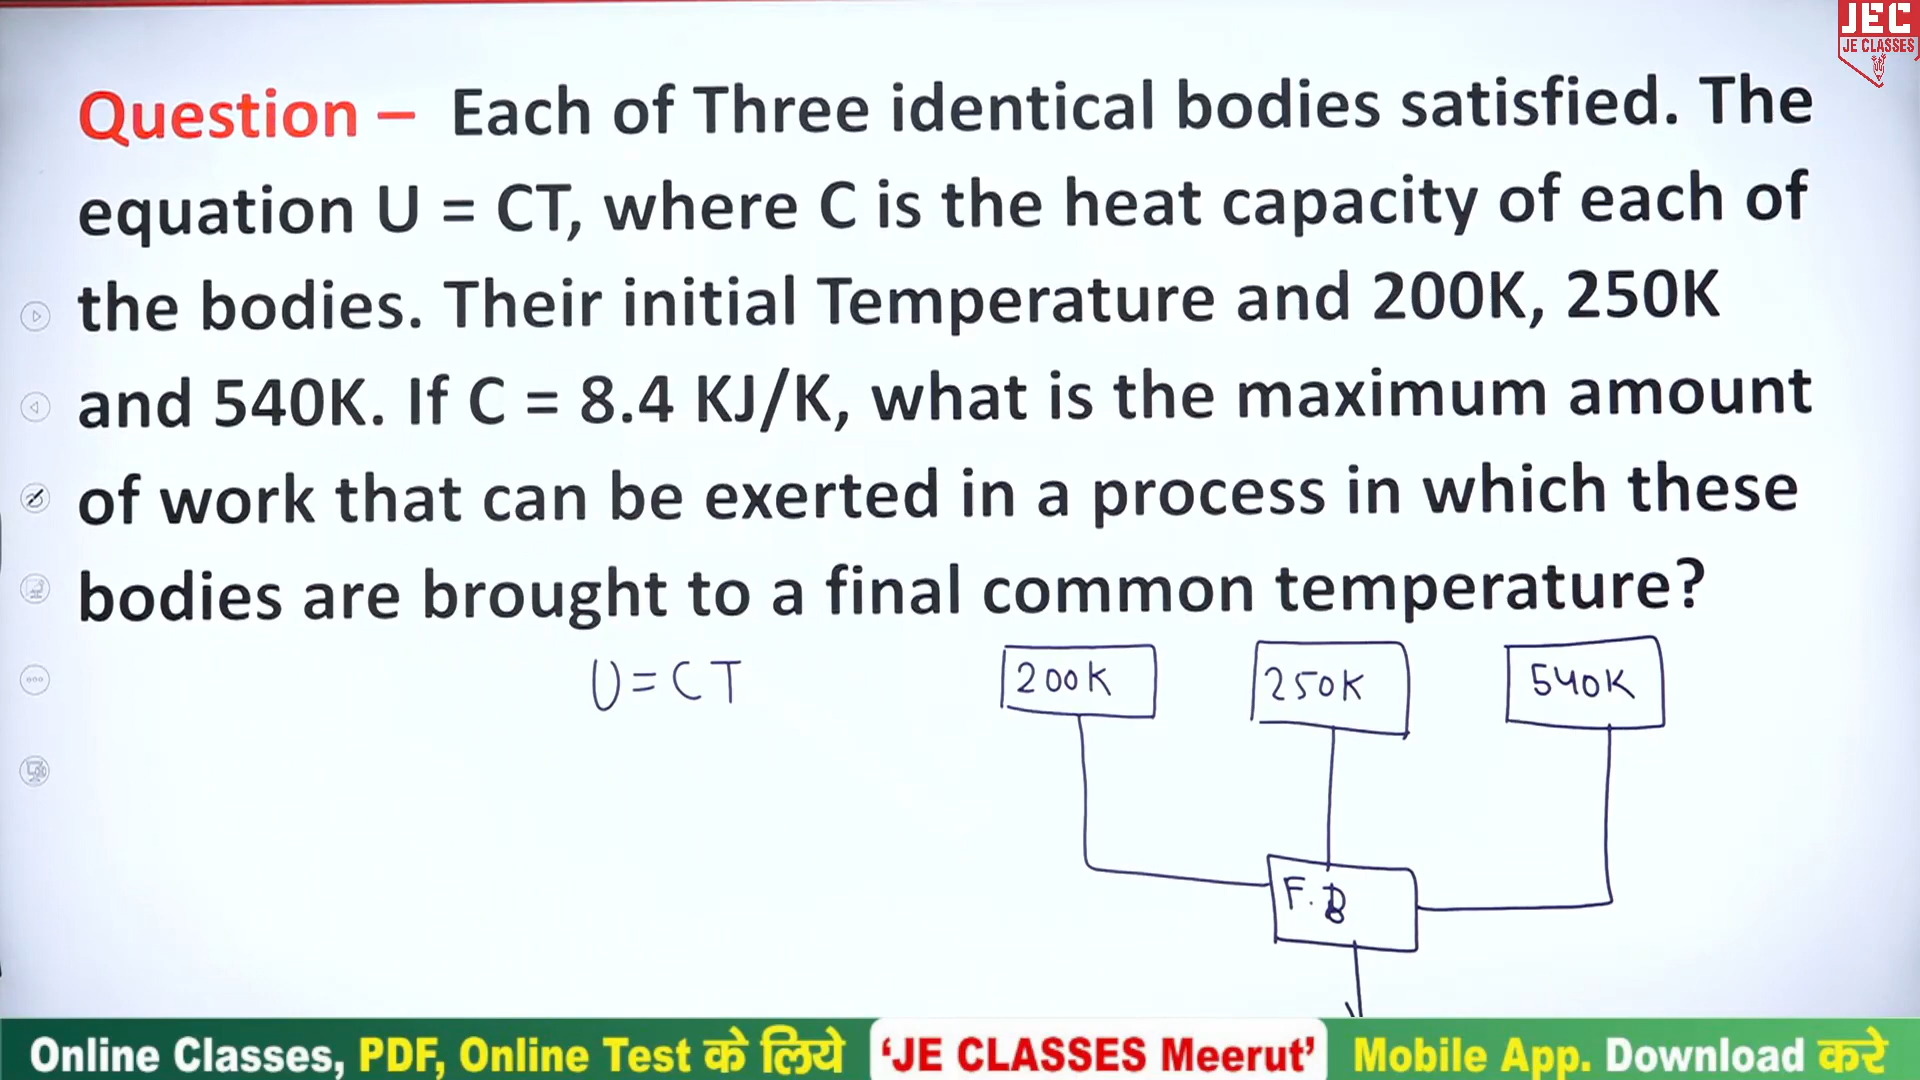 JEC
JE CLASSES
Question – Each of Three identical bodies satisfied. The
equation U = CT, where C is the heat capacity of each of
the bodies. Their initial Temperature and 200K, 250K
and 540K. If C = 8.4 KJ/K, what is the maximum amount
of work that can be exerted in a process in which these
bodies are brought to a final common temperature?
U = CT
200K 250K 540K
F.B
Online Classes, PDF, Online Test के लिये 'JE CLASSES Meerut' Mobile App. Download करे